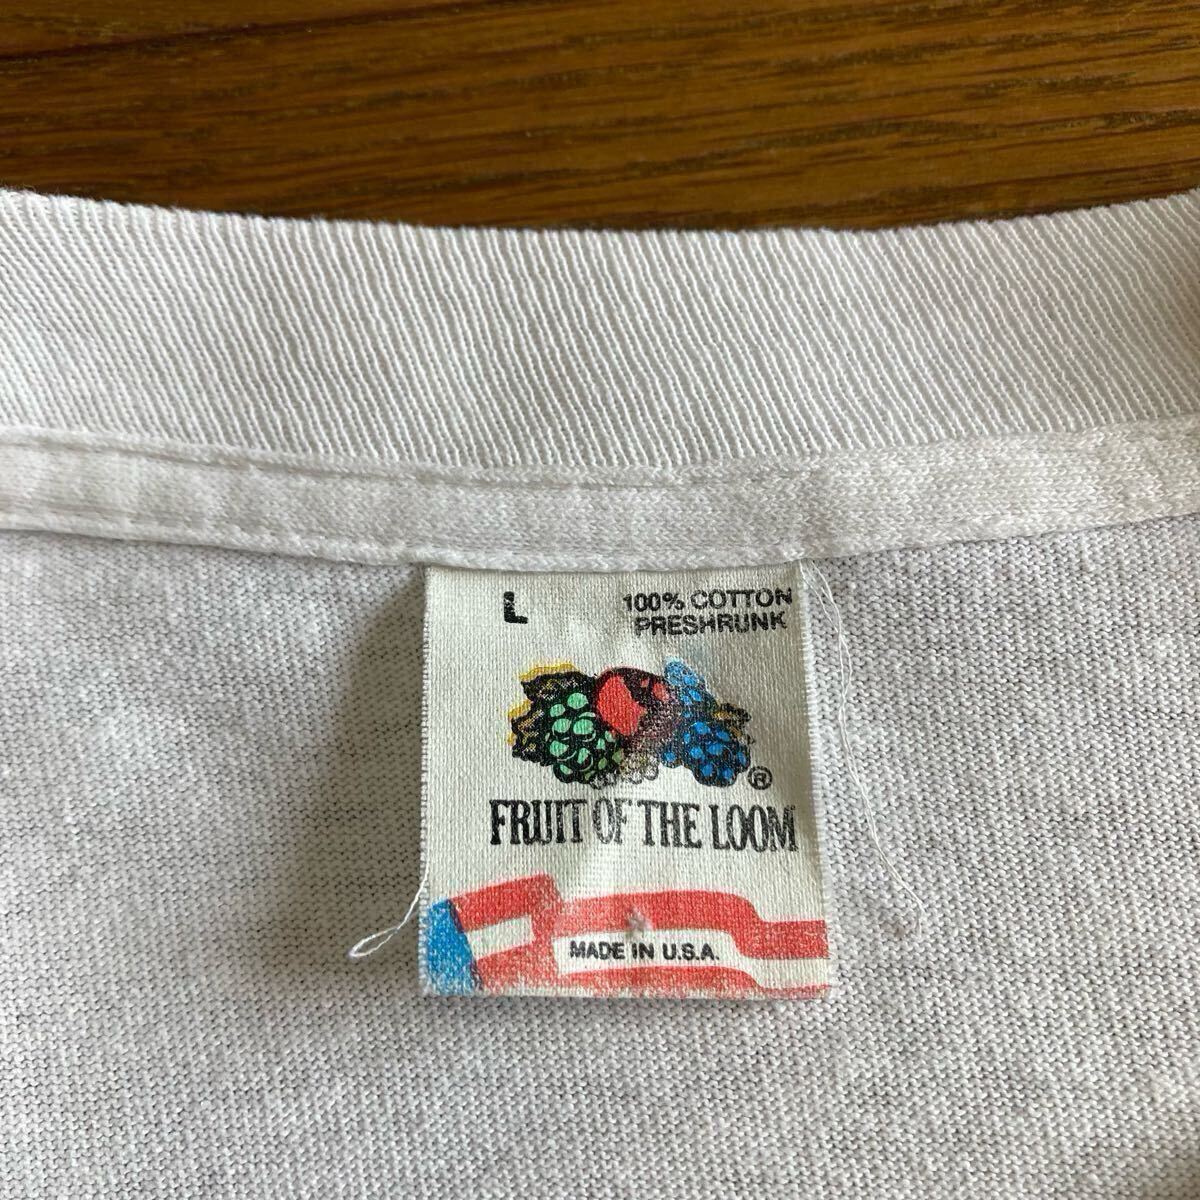 L
100% COTTON
PRESHRUNK
®
FRUIT OF THE LOOM
MADE IN U.S.A.